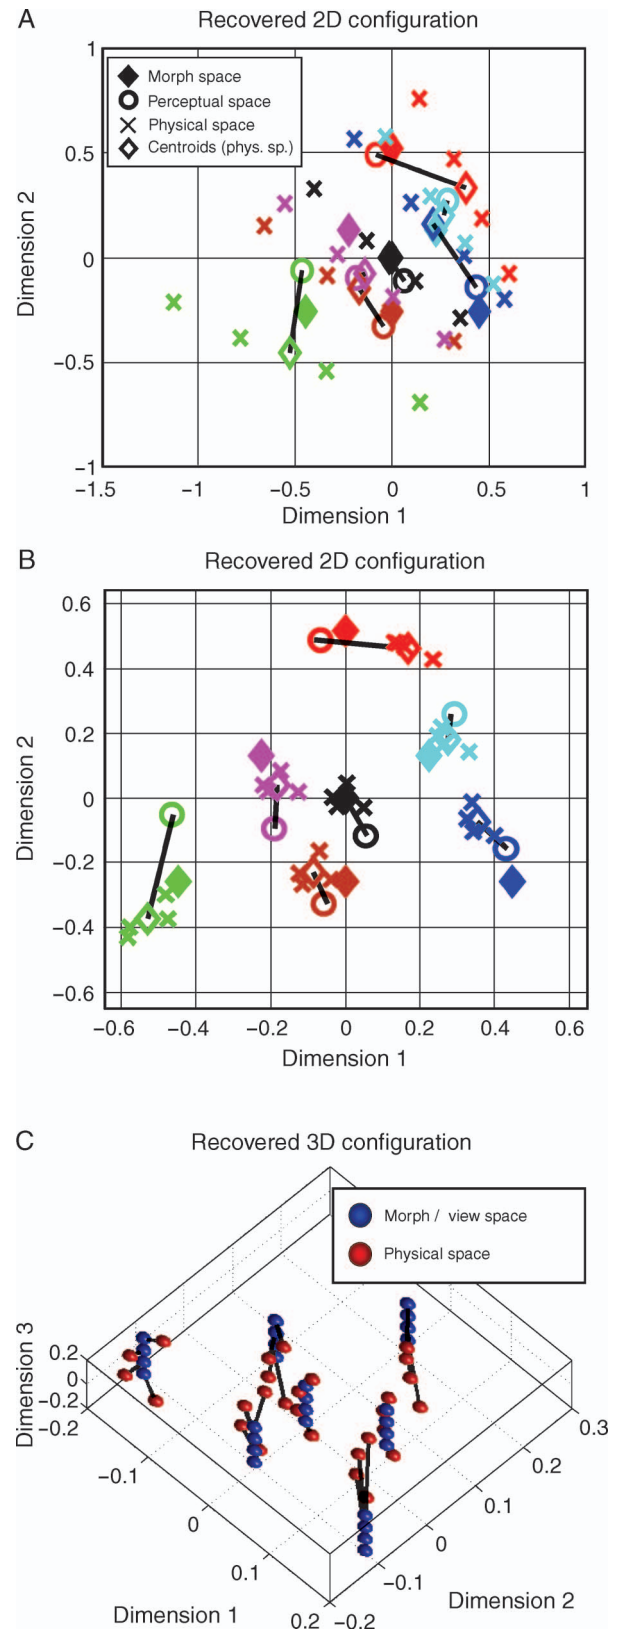 A
Recovered 2D configuration
Morph space
Perceptual space
Physical space
Centroids (phys. sp.)
1
0.5
0
−0.5
−1
Dimension 2
−1.5
−1
−0.5
0
0.5
1
Dimension 1
B
Recovered 2D configuration
0.6
0.4
0.2
0
−0.2
−0.4
−0.6
Dimension 2
−0.6
−0.4
−0.2
0
0.2
0.4
0.6
Dimension 1
C
Recovered 3D configuration
Morph / view space
Physical space
Dimension 3
0.2
0
−0.2
−0.2
−0.1
0
0.1
0.2
Dimension 1
−0.2
−0.1
0
0.1
0.2
0.3
Dimension 2